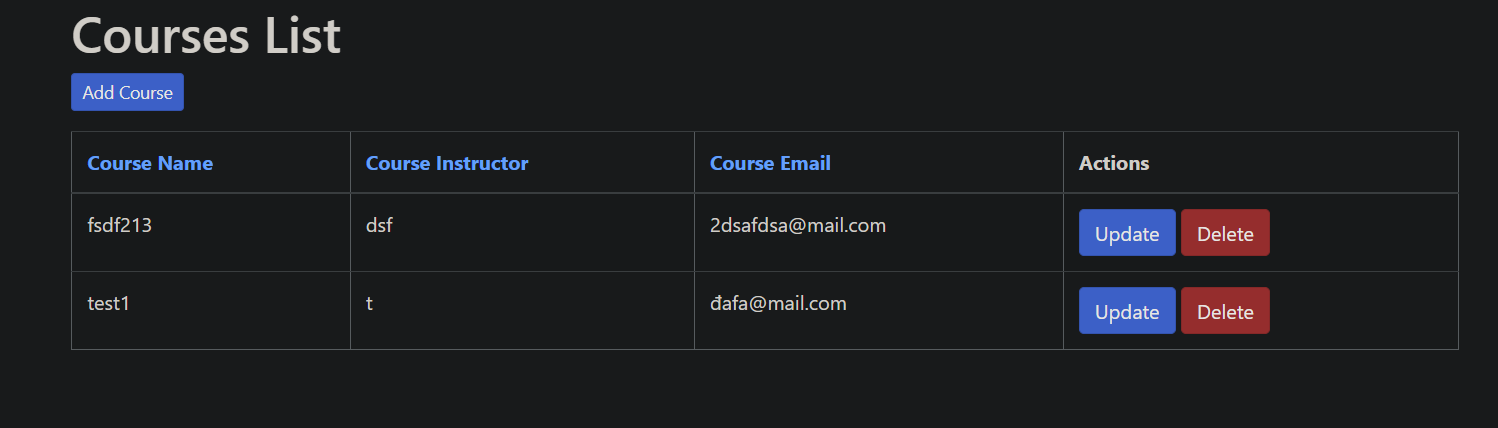 Courses List
Add Course
Course Name Course Instructor Course Email Actions
fsdf213 dsf 2dsafdsa@mail.com Update Delete
test1 t đafa@mail.com Update Delete